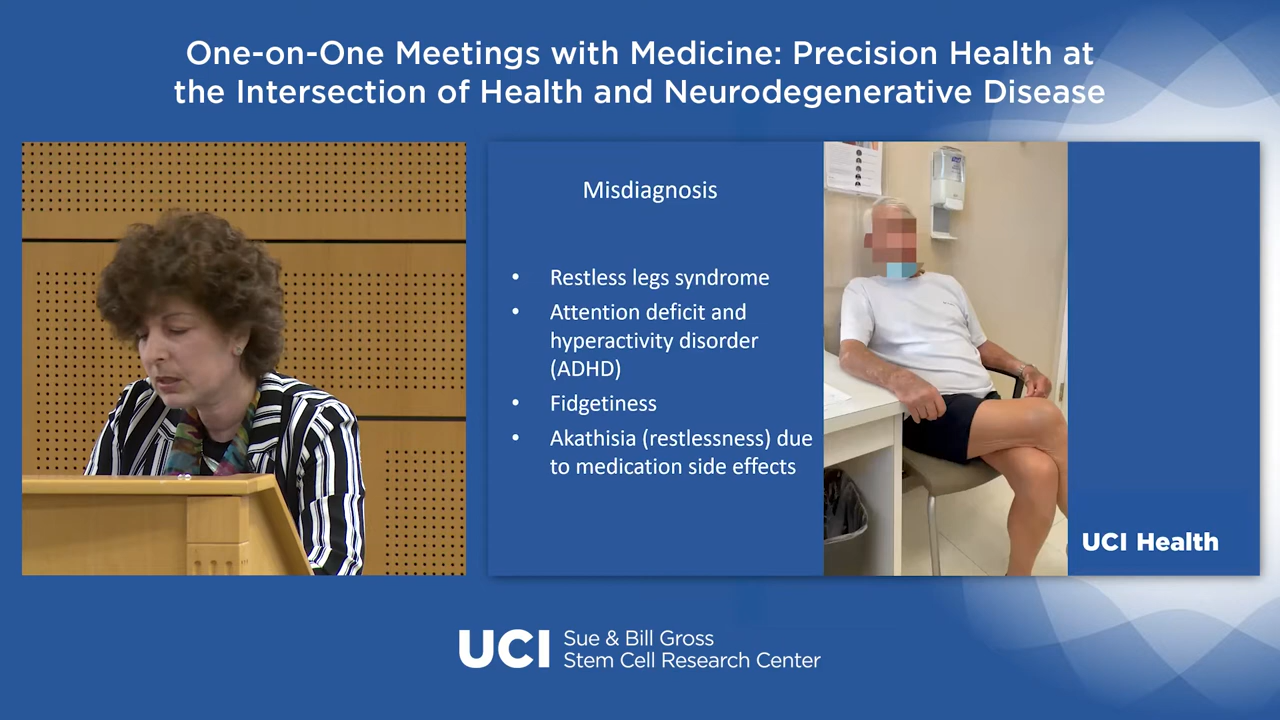 One-on-One Meetings with Medicine: Precision Health at
the Intersection of Health and Neurodegenerative Disease
Misdiagnosis
• Restless legs syndrome
• Attention deficit and
hyperactivity disorder
(ADHD)
• Fidgetiness
• Akathisia (restlessness) due
to medication side effects
UCI Health
UCI Sue & Bill Gross
Stem Cell Research Center